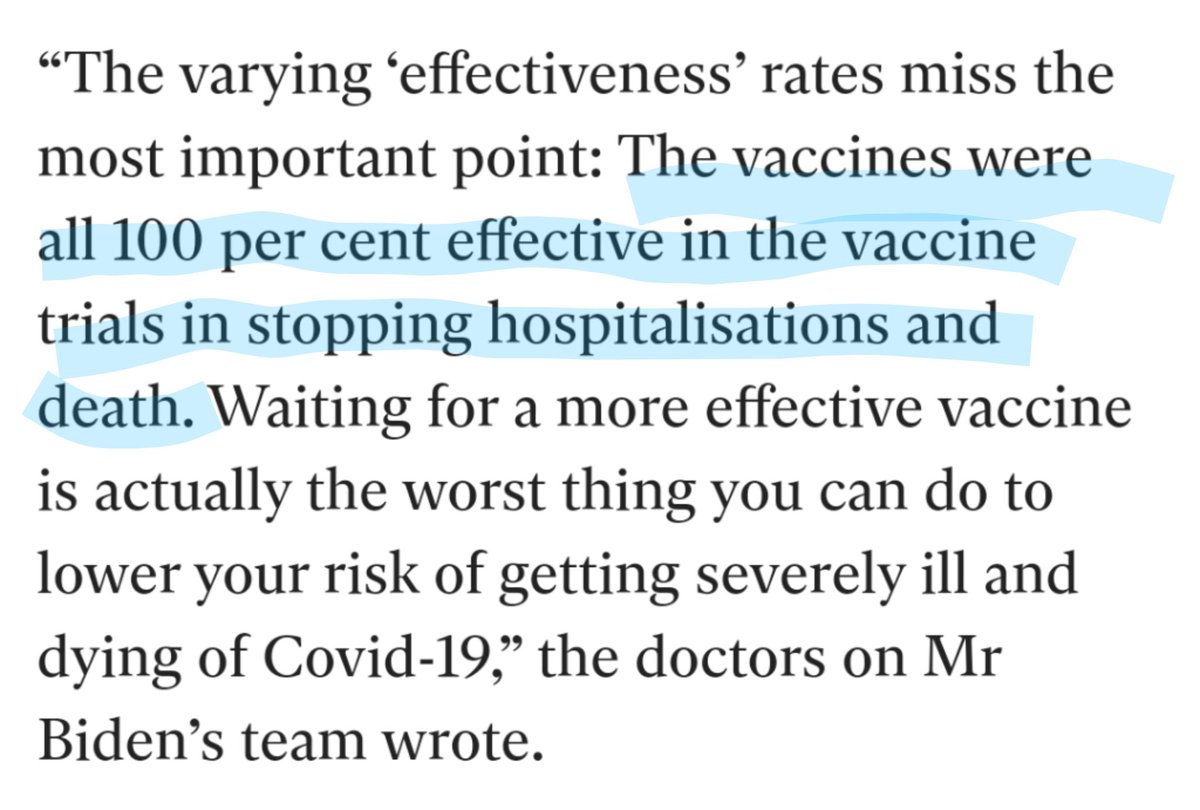 “The varying ‘effectiveness’ rates miss the
most important point: The vaccines were
all 100 per cent effective in the vaccine
trials in stopping hospitalisations and
death. Waiting for a more effective vaccine
is actually the worst thing you can do to
lower your risk of getting severely ill and
dying of Covid-19,” the doctors on Mr
Biden’s team wrote.